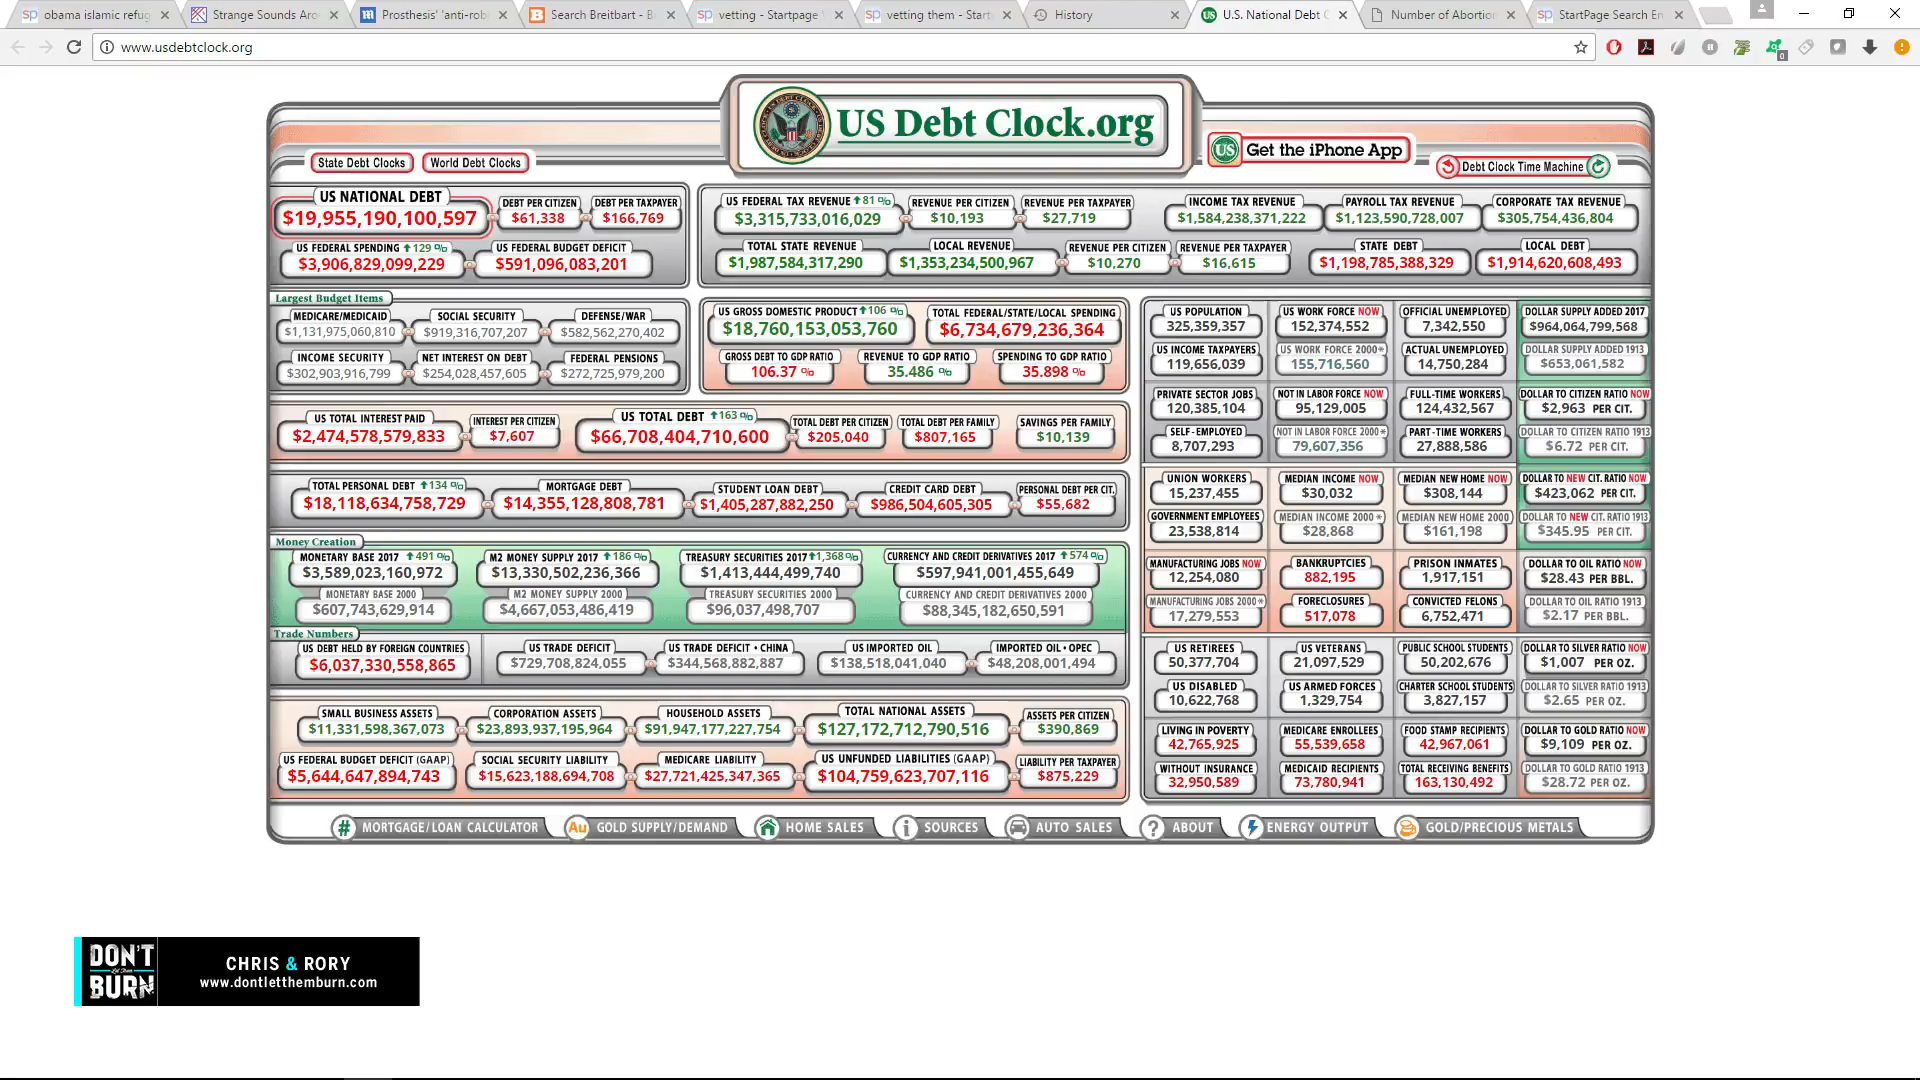 obama islamic refug
Strange Sounds Aro
Prosthesis' 'anti-rob
Search Breitbart - B
vetting - Startpage
vetting them - Start
History
U.S. National Debt C
Number of Abortion
StartPage Search En
www.usdebtclock.org
US Debt Clock.org
State Debt Clocks
World Debt Clocks
US Get the iPhone App
Debt Clock Time Machine
US NATIONAL DEBT
$19,955,190,100,597
DEBT PER CITIZEN
$61,338
DEBT PER TAXPAYER
$166,769
US FEDERAL SPENDING 129 %
$3,906,829,099,229
US FEDERAL BUDGET DEFICIT
$591,096,083,201
US FEDERAL TAX REVENUE 81 %
$3,315,733,016,029
REVENUE PER CITIZEN
$10,193
REVENUE PER TAXPAYER
$27,719
INCOME TAX REVENUE
$1,584,238,371,222
PAYROLL TAX REVENUE
$1,123,590,728,007
CORPORATE TAX REVENUE
$305,754,436,804
TOTAL STATE REVENUE
$1,987,584,317,290
LOCAL REVENUE
$1,353,234,500,967
REVENUE PER CITIZEN
$10,270
REVENUE PER TAXPAYER
$16,615
STATE DEBT
$1,198,785,388,329
LOCAL DEBT
$1,914,620,608,493
Largest Budget Items
MEDICARE/MEDICAID
$1,131,975,060,810
SOCIAL SECURITY
$919,316,707,207
DEFENSE/WAR
$582,562,270,402
INCOME SECURITY
$302,903,916,799
NET INTEREST ON DEBT
$254,028,457,605
FEDERAL PENSIONS
$272,725,979,200
US GROSS DOMESTIC PRODUCT 106 %
$18,760,153,053,760
TOTAL FEDERAL/STATE/LOCAL SPENDING
$6,734,679,236,364
GROSS DEBT TO GDP RATIO
106.37 %
REVENUE TO GDP RATIO
35.486 %
SPENDING TO GDP RATIO
35.898 %
US TOTAL INTEREST PAID
$2,474,578,579,833
INTEREST PER CITIZEN
$7,607
US TOTAL DEBT 163 %
$66,708,404,710,600
TOTAL DEBT PER CITIZEN
$205,040
TOTAL DEBT PER FAMILY
$807,165
SAVINGS PER FAMILY
$10,139
TOTAL PERSONAL DEBT 134 %
$18,118,634,758,729
MORTGAGE DEBT
$14,355,128,808,781
STUDENT LOAN DEBT
$1,405,287,882,250
CREDIT CARD DEBT
$986,504,605,305
PERSONAL DEBT PER CIT.
$55,682
Money Creation
MONETARY BASE 2017 491 %
$3,589,023,160,972
M2 MONEY SUPPLY 2017 186 %
$13,330,502,236,366
TREASURY SECURITIES 2017 1,368 %
$1,413,444,499,740
CURRENCY AND CREDIT DERIVATIVES 2017 574 %
$597,941,001,455,649
MONETARY BASE 2000
$607,743,629,914
M2 MONEY SUPPLY 2000
$4,667,053,486,419
TREASURY SECURITIES 2000
$96,037,498,707
CURRENCY AND CREDIT DERIVATIVES 2000
$88,345,182,650,591
Trade Numbers
US DEBT HELD BY FOREIGN COUNTRIES
$6,037,330,558,865
US TRADE DEFICIT
$729,708,824,055
US TRADE DEFICIT • CHINA
$344,568,882,887
US IMPORTED OIL
$138,518,041,040
IMPORTED OIL • OPEC
$48,208,001,494
SMALL BUSINESS ASSETS
$11,331,598,367,073
CORPORATION ASSETS
$23,893,937,195,964
HOUSEHOLD ASSETS
$91,947,177,227,754
TOTAL NATIONAL ASSETS
$127,172,712,790,516
ASSETS PER CITIZEN
$390,869
US FEDERAL BUDGET DEFICIT (GAAP)
$5,644,647,894,743
SOCIAL SECURITY LIABILITY
$15,623,188,694,708
MEDICARE LIABILITY
$27,721,425,347,365
US UNFUNDED LIABILITIES (GAAP)
$104,759,623,707,116
LIABILITY PER TAXPAYER
$875,229
US POPULATION
325,359,357
US WORK FORCE NOW
152,374,552
OFFICIAL UNEMPLOYED
7,342,550
DOLLAR SUPPLY ADDED 2017
$964,064,799,568
US INCOME TAXPAYERS
119,656,039
US WORK FORCE 2000*
155,716,560
ACTUAL UNEMPLOYED
14,750,284
DOLLAR SUPPLY ADDED 1913
$653,061,582
PRIVATE SECTOR JOBS
120,385,104
NOT IN LABOR FORCE NOW
95,129,005
FULL-TIME WORKERS
124,432,567
DOLLAR TO CITIZEN RATIO NOW
$2,963 PER CIT.
SELF-EMPLOYED
8,707,293
NOT IN LABOR FORCE 2000*
79,607,356
PART-TIME WORKERS
27,888,586
DOLLAR TO CITIZEN RATIO 1913
$6.72 PER CIT.
UNION WORKERS
15,237,455
MEDIAN INCOME NOW
$30,032
MEDIAN NEW HOME NOW
$308,144
DOLLAR TO NEW CIT. RATIO NOW
$423,062 PER CIT.
GOVERNMENT EMPLOYEES
23,538,814
MEDIAN INCOME 2000*
$28,868
MEDIAN NEW HOME 2000
$161,198
DOLLAR TO NEW CIT. RATIO 1913
$345.95 PER CIT.
MANUFACTURING JOBS NOW
12,254,080
BANKRUPTCIES
882,195
PRISON INMATES
1,917,151
DOLLAR TO OIL RATIO NOW
$28.43 PER BBL.
MANUFACTURING JOBS 2000*
17,279,553
FORECLOSURES
517,078
CONVICTED FELONS
6,752,471
DOLLAR TO OIL RATIO 1913
$2.17 PER BBL.
US RETIREES
50,377,704
US VETERANS
21,097,529
PUBLIC SCHOOL STUDENTS
50,202,676
DOLLAR TO SILVER RATIO NOW
$1,007 PER OZ.
US DISABLED
10,622,768
US ARMED FORCES
1,329,754
CHARTER SCHOOL STUDENTS
3,827,157
DOLLAR TO SILVER RATIO 1913
$2.65 PER OZ.
LIVING IN POVERTY
42,765,925
MEDICARE ENROLLEES
55,539,658
FOOD STAMP RECIPIENTS
42,967,061
DOLLAR TO GOLD RATIO NOW
$9,109 PER OZ.
WITHOUT INSURANCE
32,950,589
MEDICAID RECIPIENTS
73,780,941
TOTAL RECEIVING BENEFITS
163,130,492
DOLLAR TO GOLD RATIO 1913
$28.72 PER OZ.
# MORTGAGE/LOAN CALCULATOR
Au GOLD SUPPLY/DEMAND
HOME SALES
SOURCES
AUTO SALES
? ABOUT
ENERGY OUTPUT
GOLD/PRECIOUS METALS
DON'T
Let Them
BURN
CHRIS & RORY
www.dontletthemburn.com